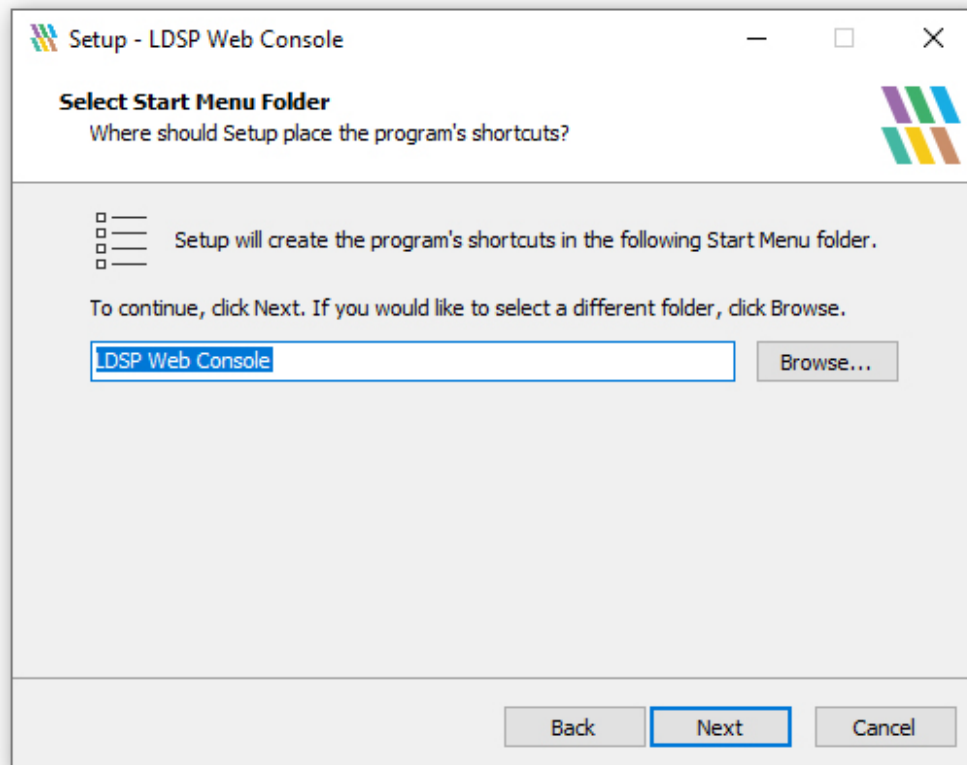 Setup - LDSP Web Console
Select Start Menu Folder
Where should Setup place the program's shortcuts?
Setup will create the program's shortcuts in the following Start Menu folder.
To continue, click Next. If you would like to select a different folder, click Browse.
LDSP Web Console
Browse...
Back
Next
Cancel